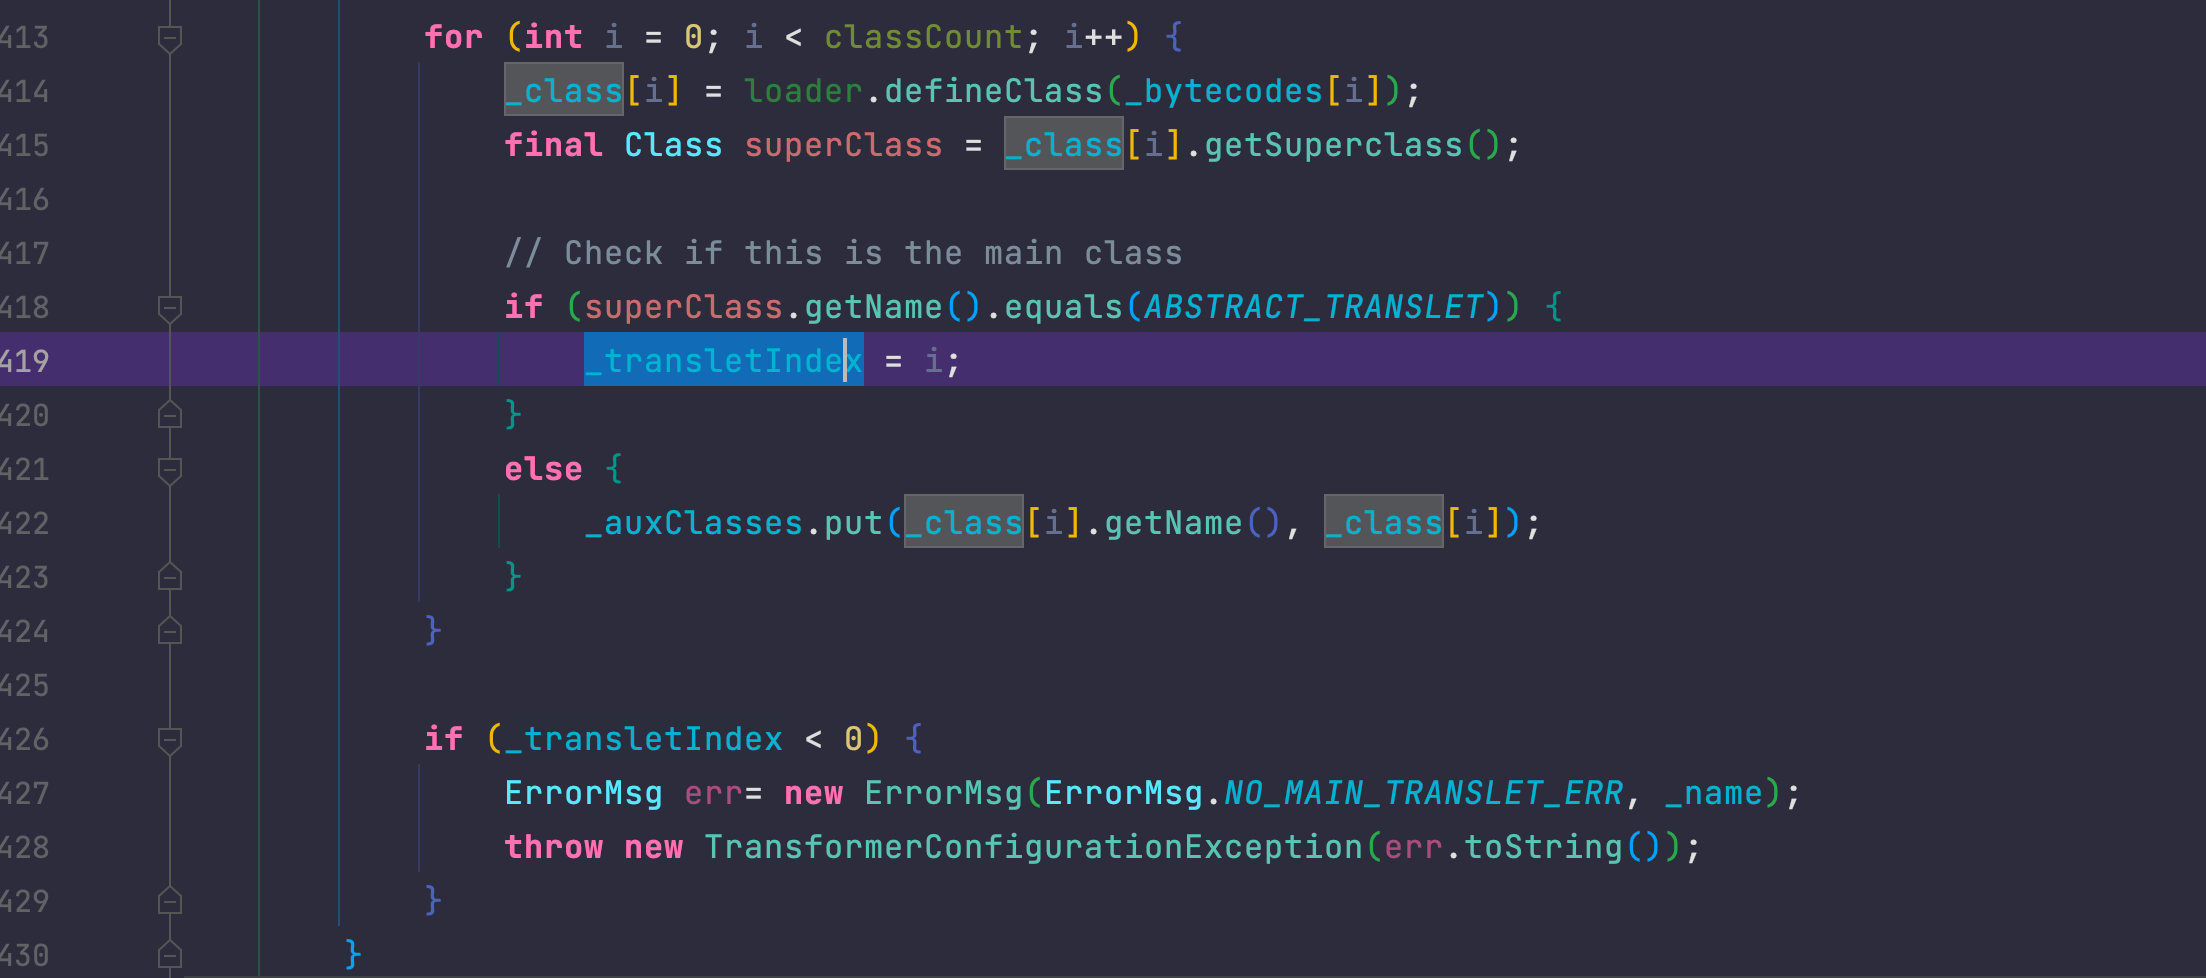 413 for (int i = 0; i < classCount; i++) {
414 _class[i] = loader.defineClass(_bytecodes[i]);
415 final Class superClass = _class[i].getSuperclass();
416
417 // Check if this is the main class
418 if (superClass.getName().equals(ABSTRACT_TRANSLET)) {
419 _transletIndex = i;
420 }
421 else {
422 _auxClasses.put(_class[i].getName(), _class[i]);
423 }
424 }
425
426 if (_transletIndex < 0) {
427 ErrorMsg err= new ErrorMsg(ErrorMsg.NO_MAIN_TRANSLET_ERR, _name);
428 throw new TransformerConfigurationException(err.toString());
429 }
430 }